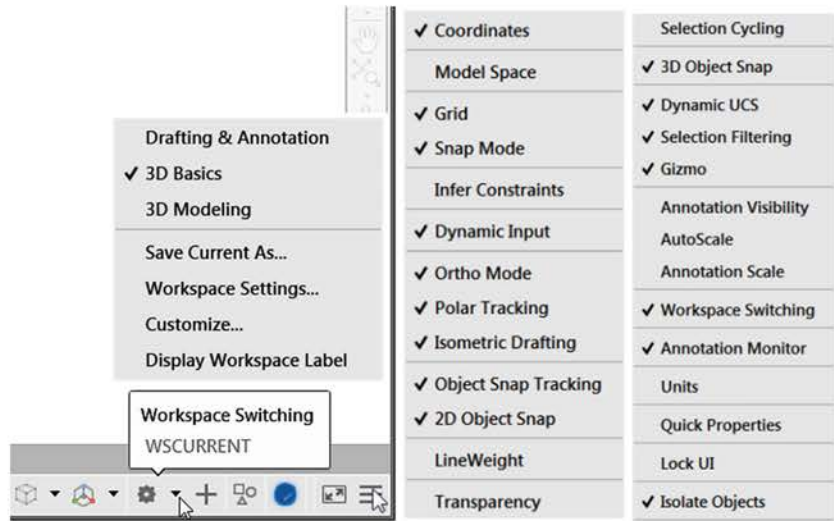 Drafting & Annotation
3D Basics
3D Modeling
Save Current As...
Workspace Settings...
Customize...
Display Workspace Label
Workspace Switching
WSCURRENT
Coordinates
Model Space
Grid
Snap Mode
Infer Constraints
Dynamic Input
Ortho Mode
Polar Tracking
Isometric Drafting
Object Snap Tracking
2D Object Snap
LineWeight
Transparency
Selection Cycling
3D Object Snap
Dynamic UCS
Selection Filtering
Gizmo
Annotation Visibility
AutoScale
Annotation Scale
Workspace Switching
Annotation Monitor
Units
Quick Properties
Lock UI
Isolate Objects